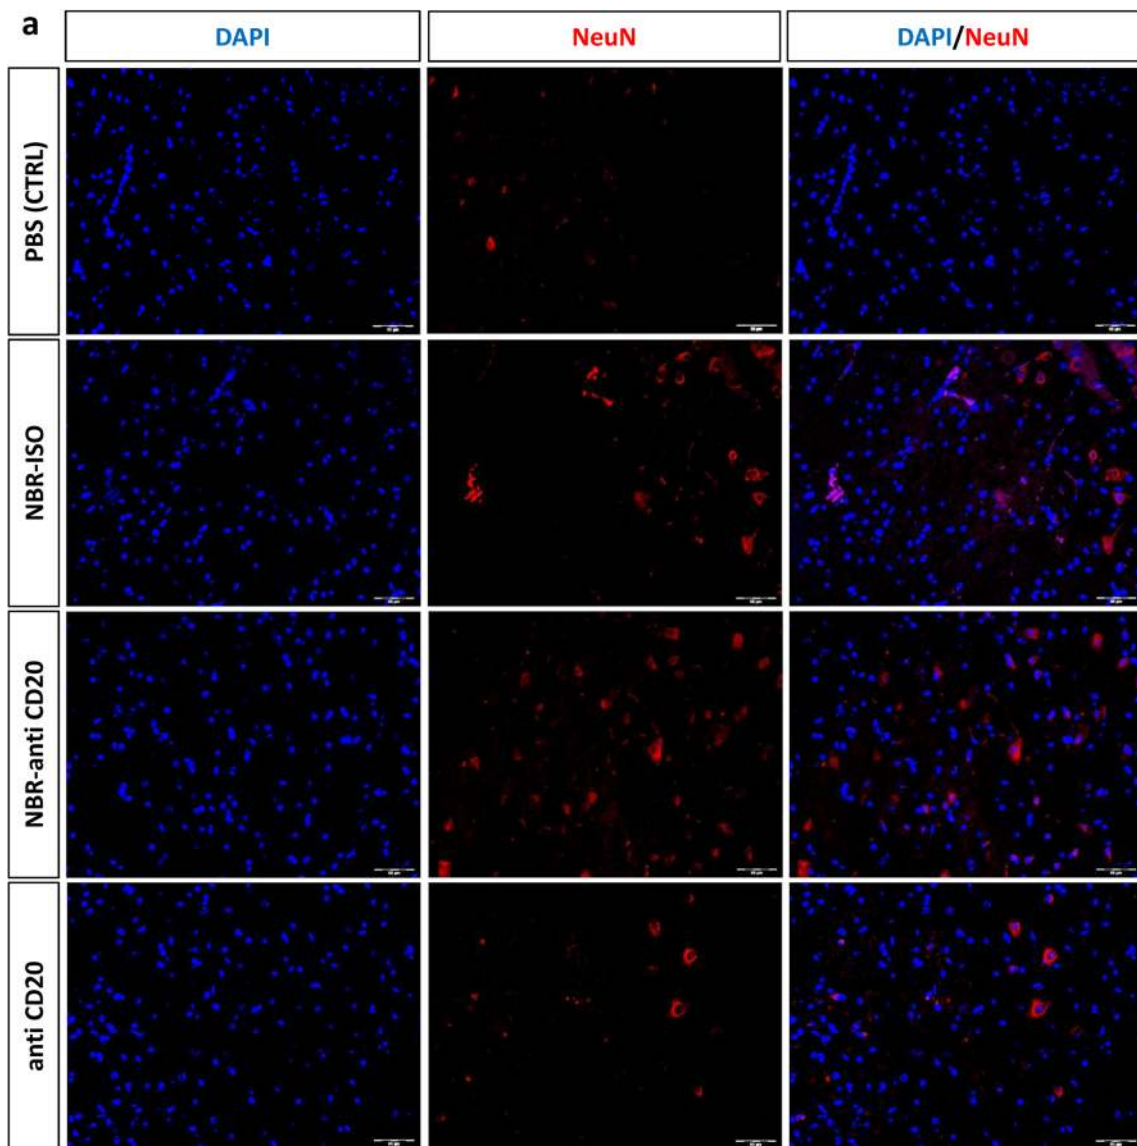 a
DAPI
NeuN
DAPI/NeuN
PBS (CTRL)
NBR-ISO
NBR-anti CD20
anti CD20